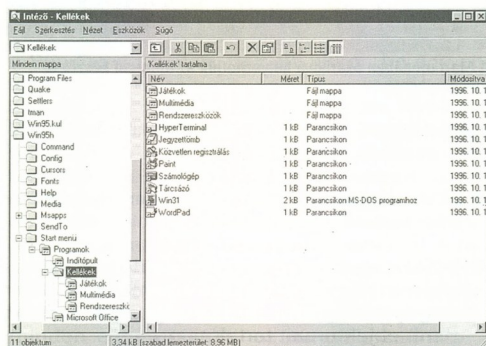 Intéző - Kellékek
Fájl Szerkesztés Nézet Eszközök Súgó
Kellékek
Minden mappa
'Kellékek' tartalma
Program Files
Quake
Settlers
tman
Win95.kul
Win95h
Command
Config
Cursors
Fonts
Help
Media
Msapps
SendTo
Start menu
Programok
Indítópult
Kellékek
Játékok
Multimédia
Rendszereszkö
Microsoft Office
Név Méret Típus Módosítva
Játékok Fájl mappa 1996. 10. 1
Multimédia Fájl mappa 1996. 10. 1
Rendszereszközök Fájl mappa 1996. 10. 1
HyperTerminal 1 kB Parancsikon 1996. 10. 1
Jegyzettömb 1 kB Parancsikon 1996. 10. 1
Közvetlen regisztrálás 1 kB Parancsikon 1996. 10. 1
Paint 1 kB Parancsikon 1996. 10. 1
Számológép 1 kB Parancsikon 1996. 10. 1
Tárcsázó 1 kB Parancsikon 1996. 10. 1
Win31 2 kB Parancsikon MS-DOS programhoz 1996. 10. 1
WordPad 1 kB Parancsikon 1996. 10. 1
11 objektum
3,34 kB (szabad lemezterület: 8,96 MB)